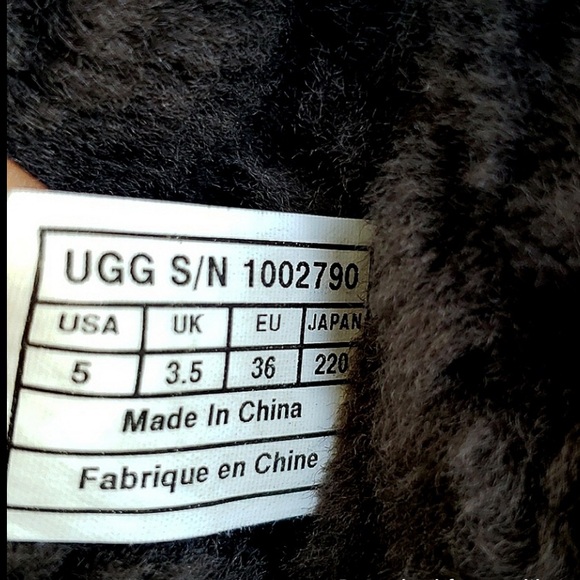 UGG S/N 1002790
USA UK EU JAPAN
5 3.5 36 220
Made In China
Fabrique en Chine